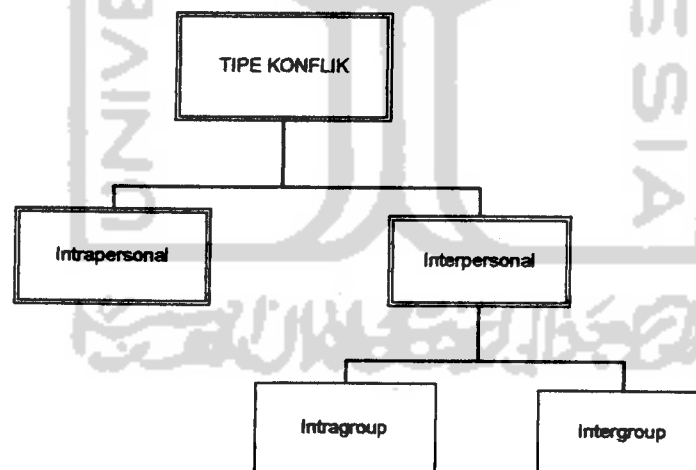 TIPE KONFLIK
Intrapersonal
Interpersonal
Intragroup
Intergroup